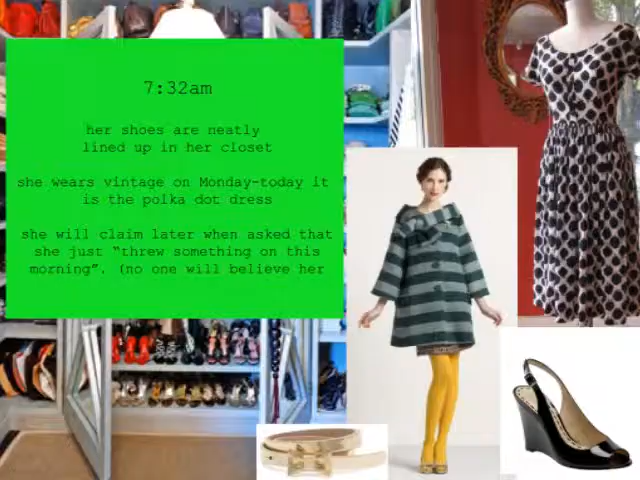 7:32am
her shoes are neatly
lined up in her closet
she wears vintage on Monday-today it
is the polka dot dress
she will claim later when asked that
she just “threw something on this
morning”. (no one will believe her